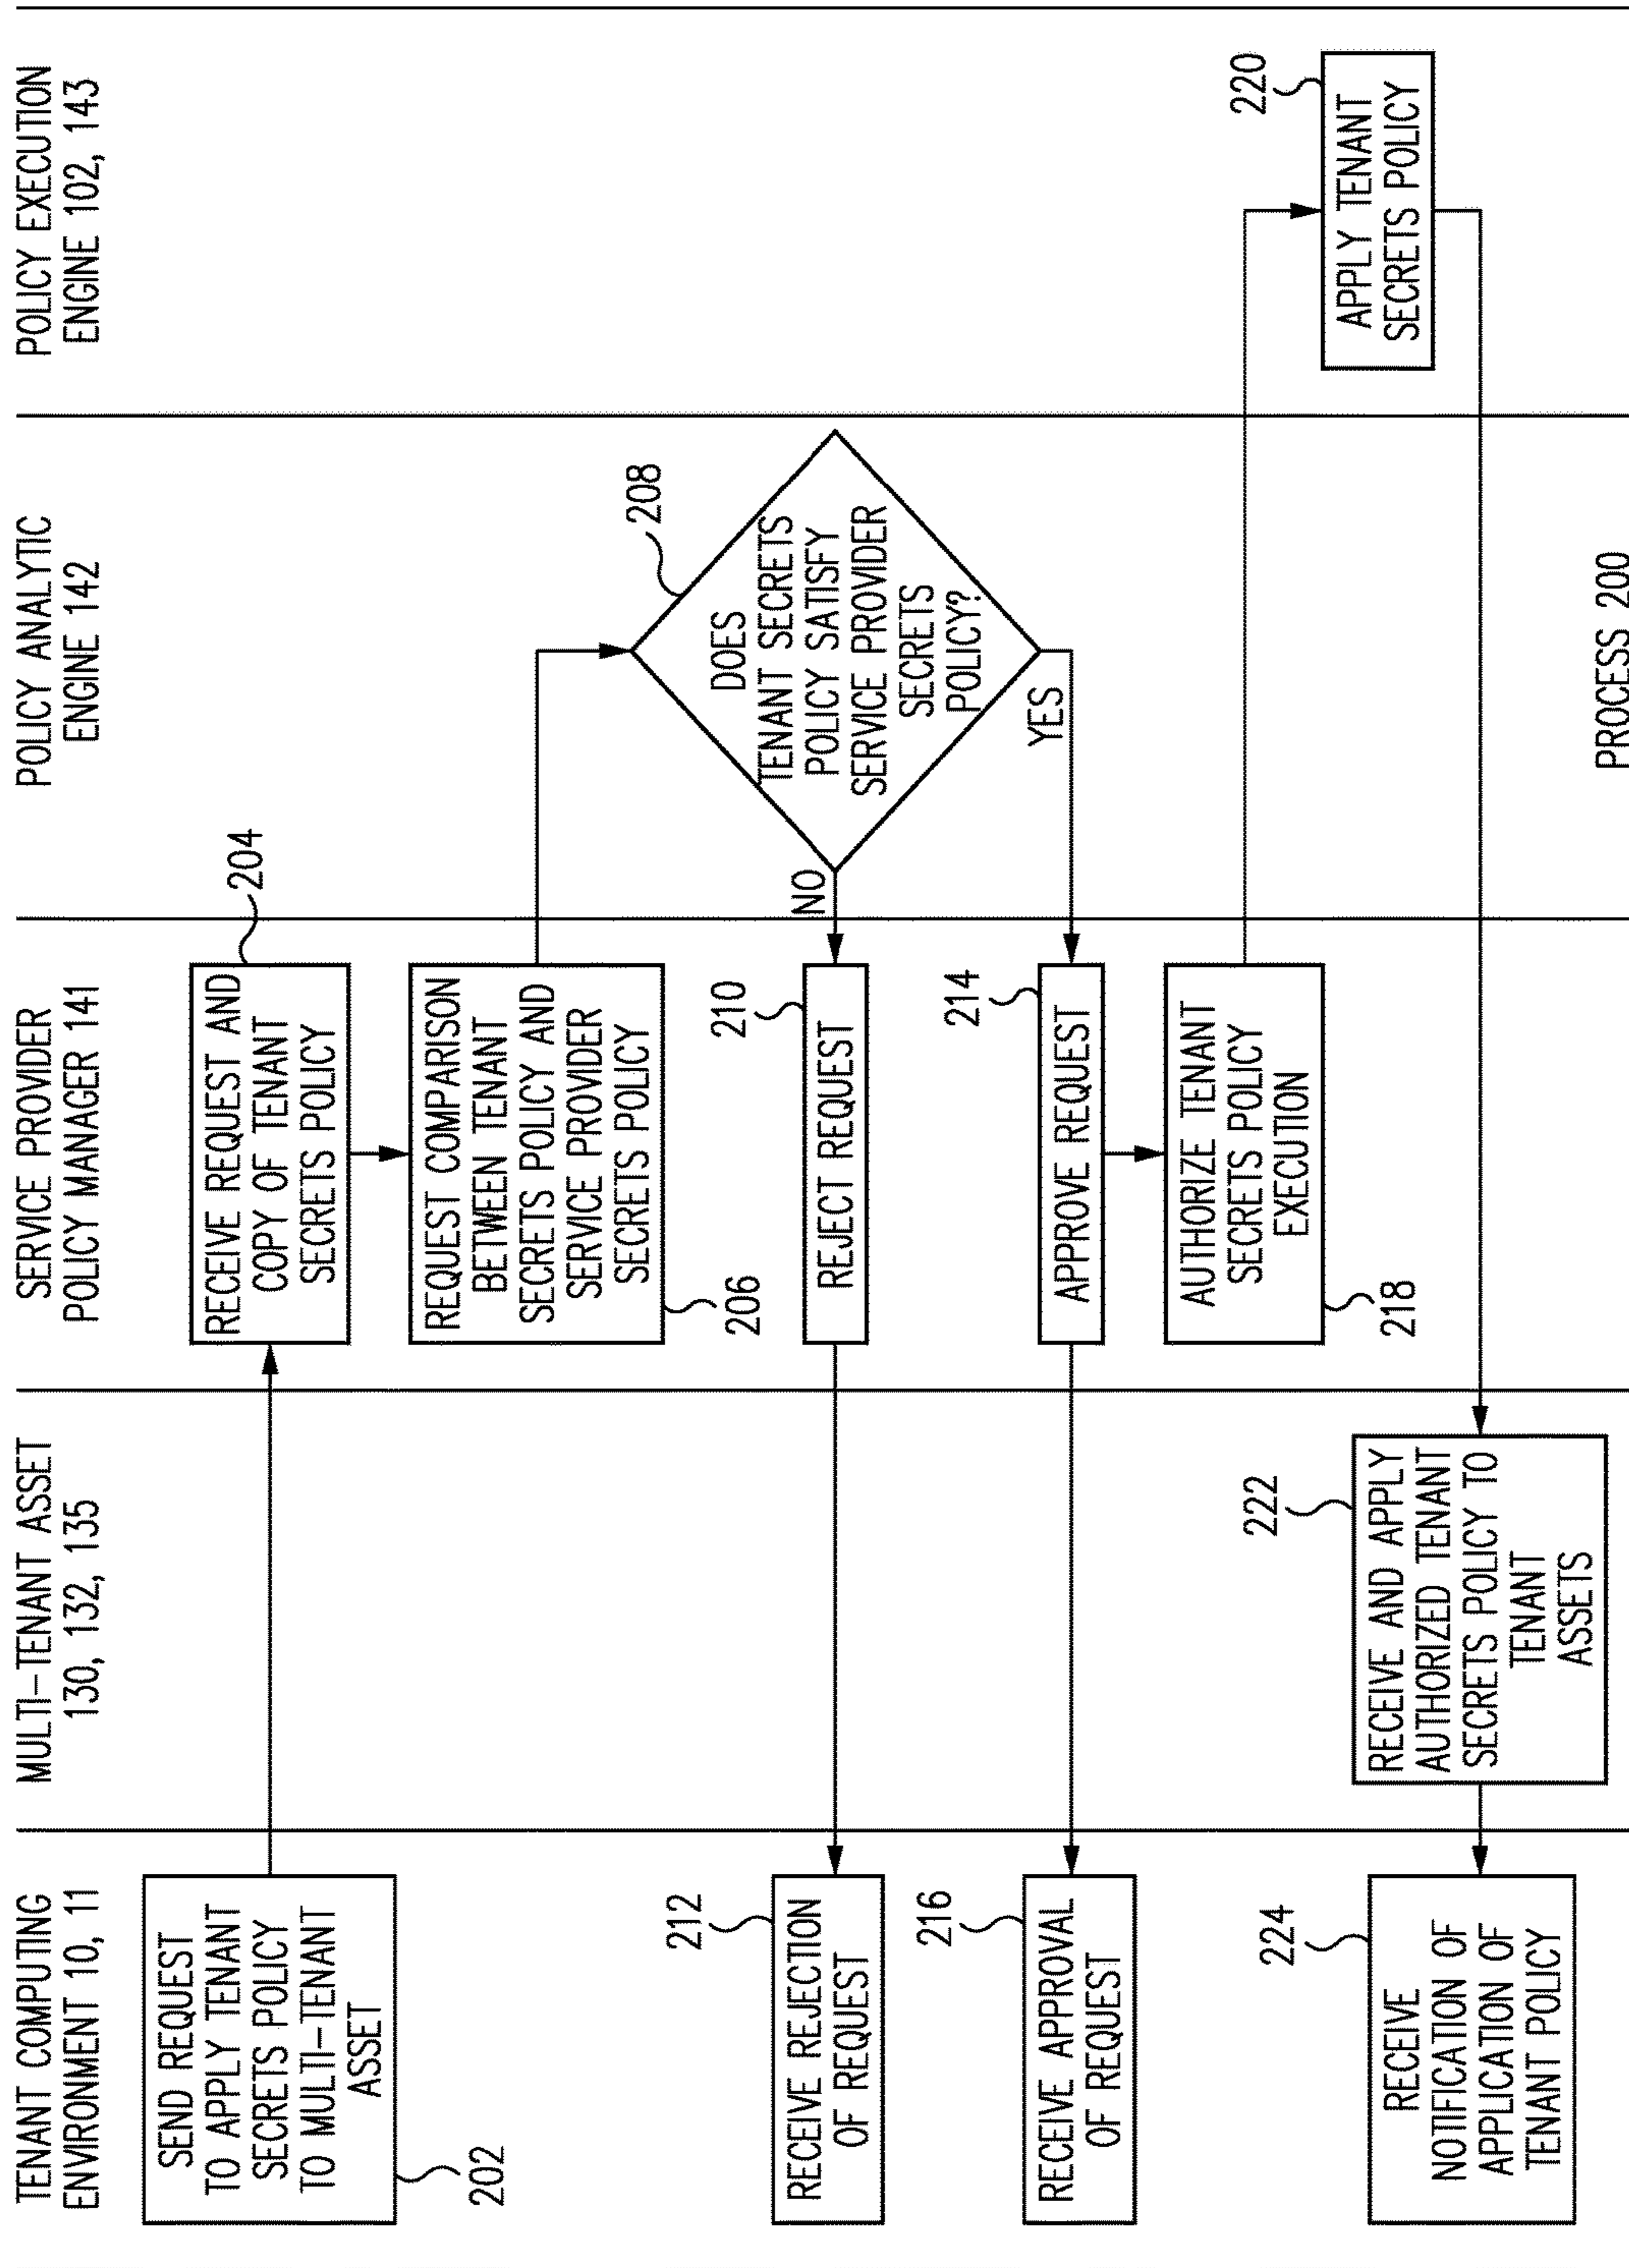 TENANT COMPUTING
ENVIRONMENT 10, 11
MULTI-TENANT ASSET
130, 132, 135
SERVICE PROVIDER
POLICY MANAGER 141
POLICY ANALYTIC
ENGINE 142
POLICY EXECUTION
ENGINE 102, 143
SEND REQUEST
TO APPLY TENANT
SECRETS POLICY
TO MULTI-TENANT
ASSET
202
RECEIVE REQUEST AND
COPY OF TENANT
SECRETS POLICY
204
REQUEST COMPARISON
BETWEEN TENANT
SECRETS POLICY AND
SERVICE PROVIDER
SECRETS POLICY
206
DOES
TENANT SECRETS
POLICY SATISFY
SERVICE PROVIDER
SECRETS
POLICY?
208
NO
YES
REJECT REQUEST
210
RECEIVE REJECTION
OF REQUEST
212
APPROVE REQUEST
214
RECEIVE APPROVAL
OF REQUEST
216
AUTHORIZE TENANT
SECRETS POLICY
EXECUTION
218
APPLY TENANT
SECRETS POLICY
220
RECEIVE AND APPLY
AUTHORIZED TENANT
SECRETS POLICY TO
TENANT
ASSETS
222
RECEIVE
NOTIFICATION OF
APPLICATION OF
TENANT POLICY
224
PROCESS 200